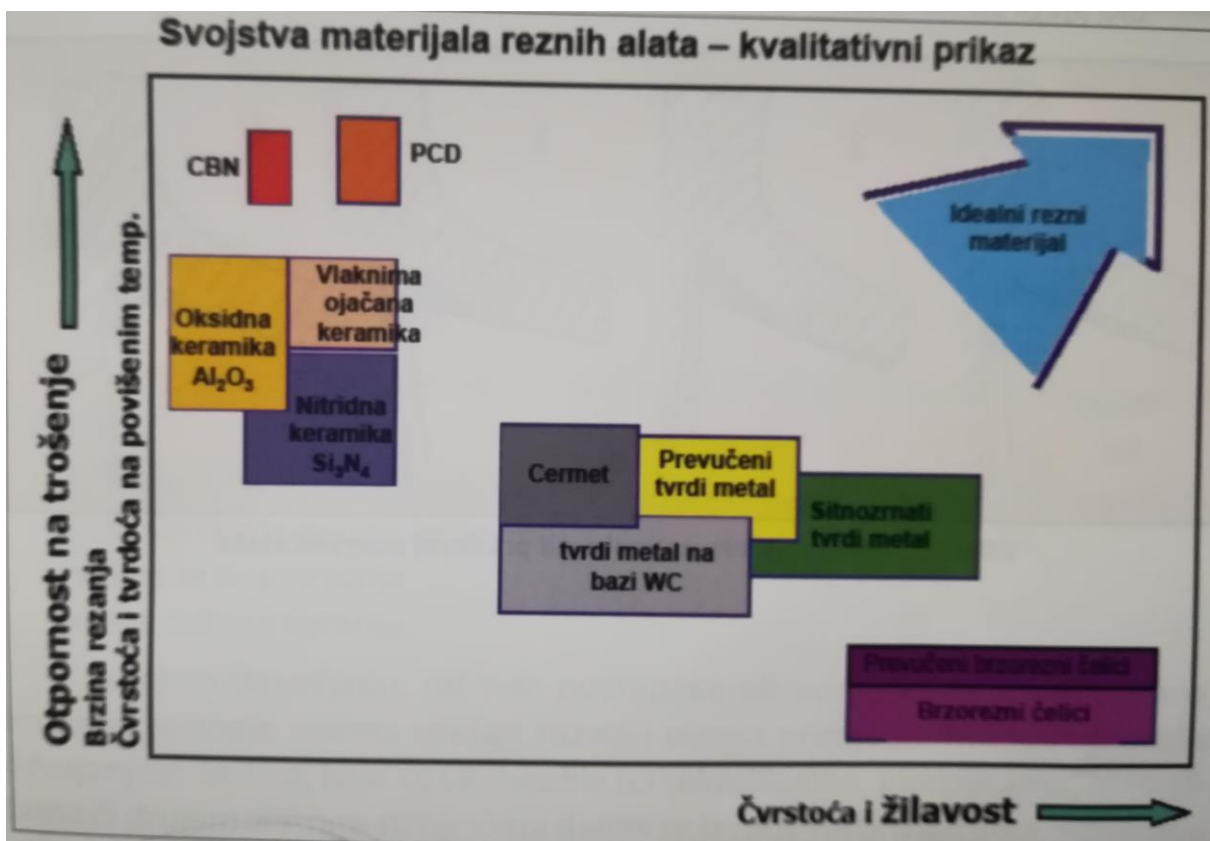 Svojstva materijala reznih alata – kvalitativni prikaz
CBN
PCD
Idealni rezni
materijal
Oksidna
keramika
Al₂O₃
Vlaknima
ojačana
keramika
Nitridna
keramika
Si₃N₄
Cermet
Prevučeni
tvrdi metal
Sitnozrnati
tvrdi metal
tvrdi metal na
bazi WC
Prevučeni brzorezni čelici
Brzorezni čelici
Otpornost na trošenje
Brzina rezanja
Čvrstoća i tvrdoća na povišenim temp.
Čvrstoća i žilavost